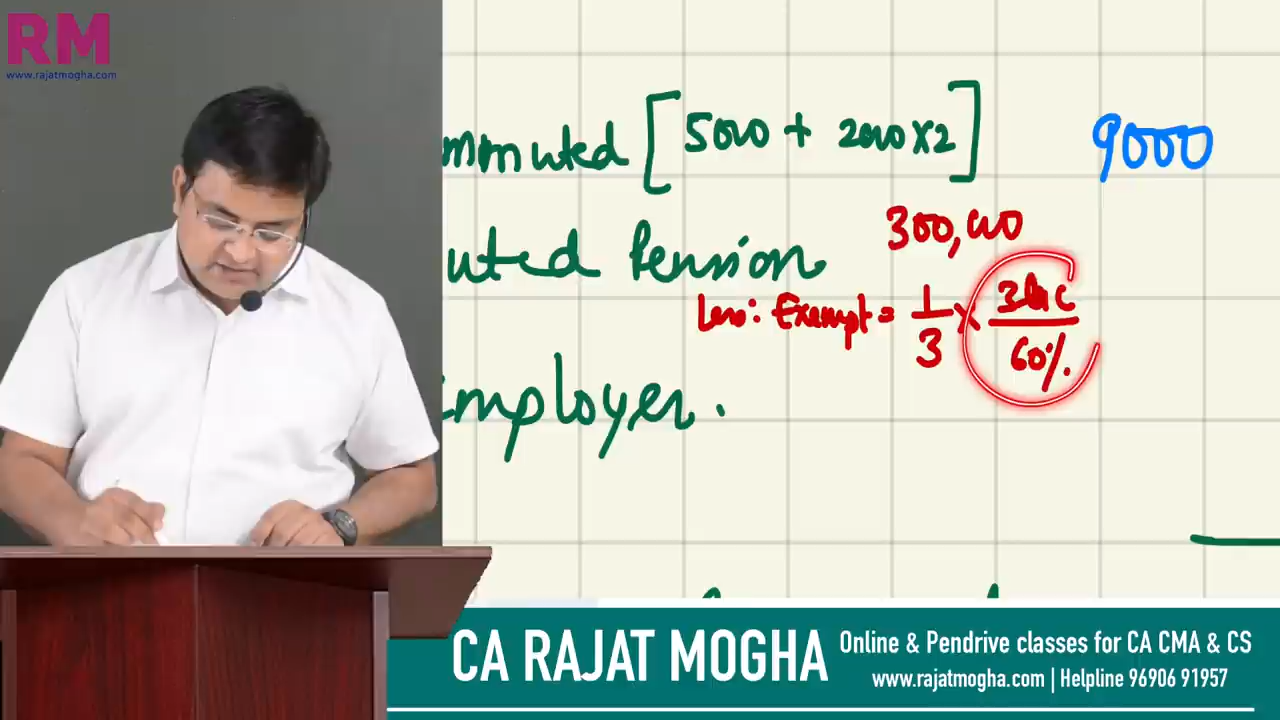 RM
www.rajatmogha.com
mmuted [5000 + 2000x2] 9000
uted Pension 300,000
Less: Exempt = 1/3 x 3lac/60%
Employer.
CA RAJAT MOGHA
Online & Pendrive classes for CA CMA & CS
www.rajatmogha.com | Helpline 96906 91957